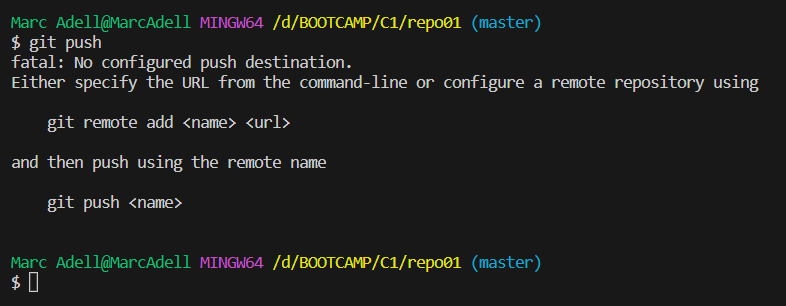 Marc Adell@MarcAdell MINGW64 /d/BOOTCAMP/C1/repo01 (master)
$ git push
fatal: No configured push destination.
Either specify the URL from the command-line or configure a remote repository using
git remote add <name> <url>
and then push using the remote name
git push <name>
Marc Adell@MarcAdell MINGW64 /d/BOOTCAMP/C1/repo01 (master)
$